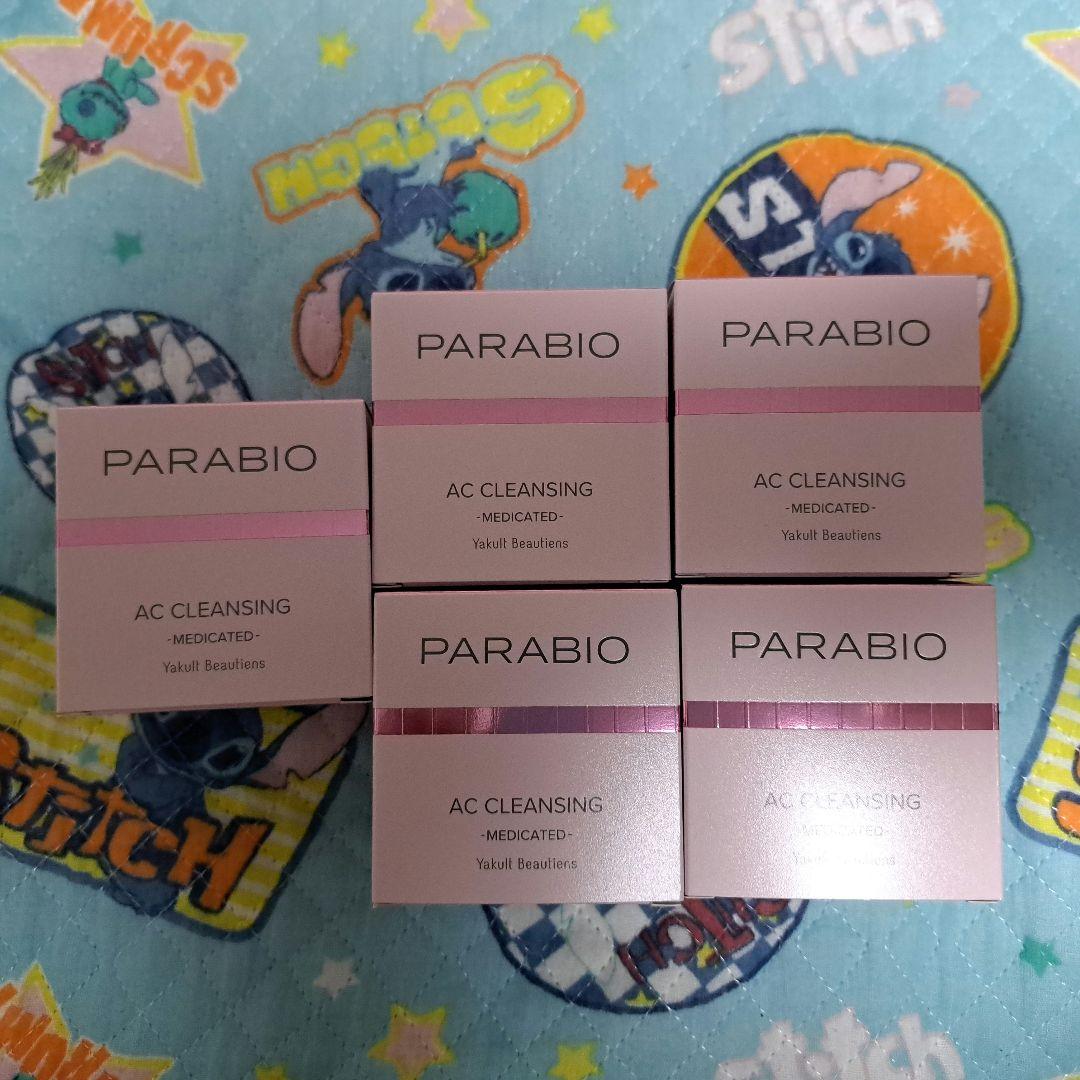 SCRUM
Stitch
Stitch
PARABIO
AC CLEANSING
-MEDICATED-
Yakult Beautiens
PARABIO
AC CLEANSING
-MEDICATED-
Yakult Beautiens
PARABIO
AC CLEANSING
-MEDICATED-
Yakult Beautiens
PARABIO
AC CLEANSING
-MEDICATED-
Yakult Beautiens
PARABIO
AC CLEANSING
-MEDICATED-
Yakult Beautiens
StitcH
Stitch